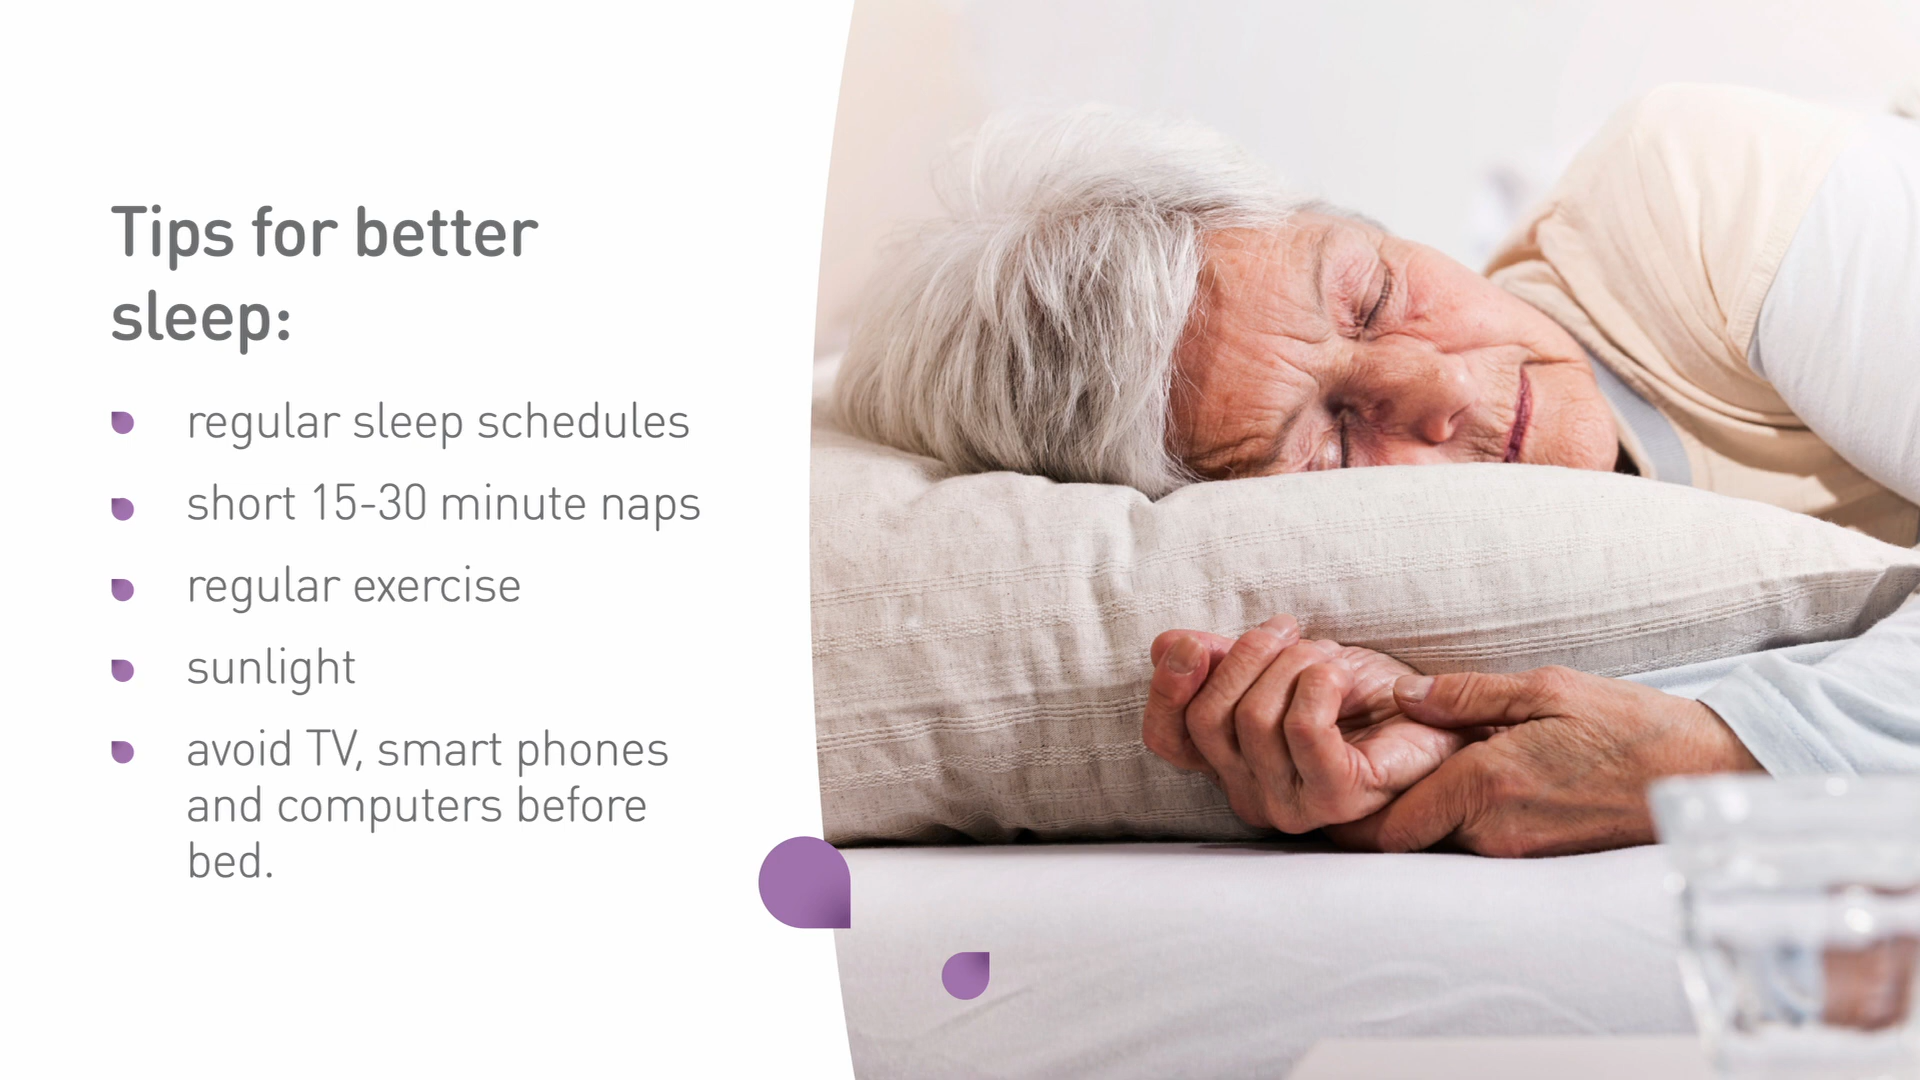 Tips for better
sleep:
regular sleep schedules
short 15-30 minute naps
regular exercise
sunlight
avoid TV, smart phones
and computers before
bed.